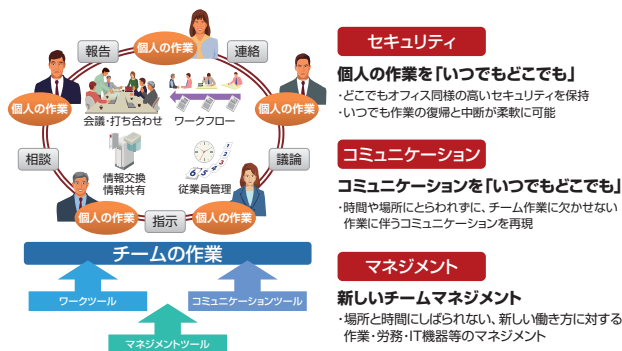 報告
個人の作業
連絡
個人の作業
個人の作業
会議・打ち合わせ
ワークフロー
相談
議論
情報交換
情報共有
従業員管理
個人の作業
指示
個人の作業
チームの作業
ワークツール
コミュニケーションツール
マネジメントツール
セキュリティ
個人の作業を「いつでもどこでも」
・どこでもオフィス同様の高いセキュリティを保持
・いつでも作業の復帰と中断が柔軟に可能
コミュニケーション
コミュニケーションを「いつでもどこでも」
・時間や場所にとらわれずに、チーム作業に欠かせない
作業に伴うコミュニケーションを再現
マネジメント
新しいチームマネジメント
・場所と時間にしばられない、新しい働き方に対する
作業・労務・IT機器等のマネジメント